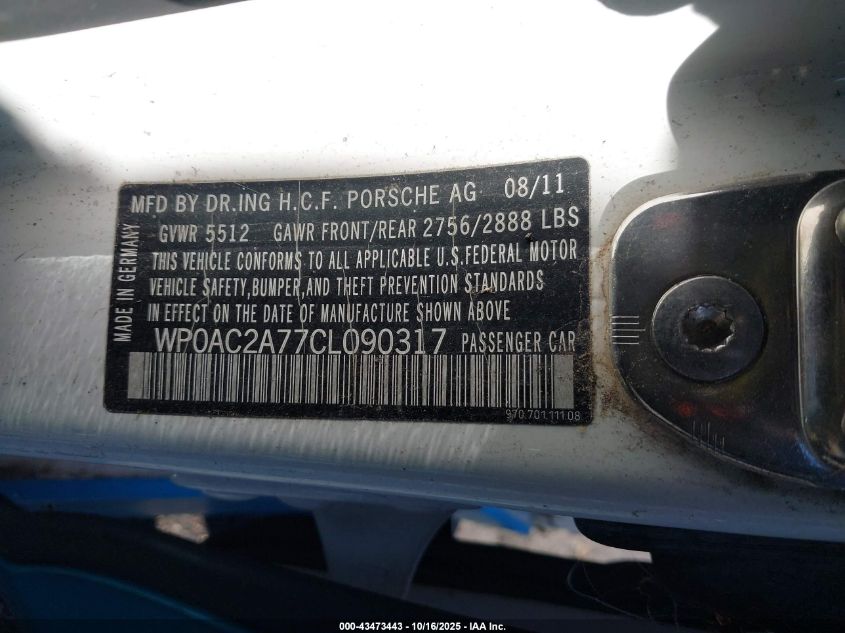 MFD BY DR.ING H.C.F. PORSCHE AG 08/11
GVWR 5512 GAWR FRONT/REAR 2756/2888 LBS
THIS VEHICLE CONFORMS TO ALL APPLICABLE U.S.FEDERAL MOTOR
VEHICLE SAFETY,BUMPER,AND THEFT PREVENTION STANDARDS
IN EFFECT ON THE DATE OF MANUFACTURE SHOWN ABOVE
WP0AC2A77CL090317 PASSENGER CAR
970.701.111.08
MADE IN GERMANY
000-43473443 - 10/16/2025 - IAA Inc.